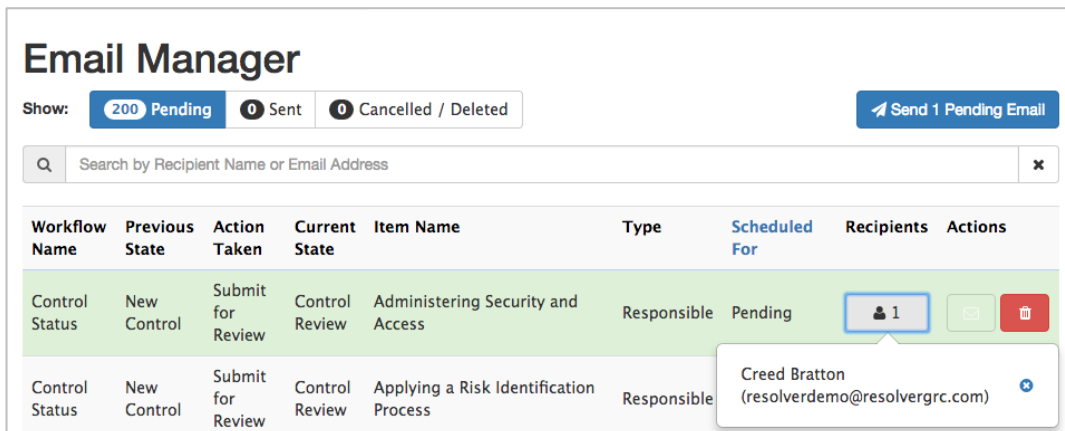 Email Manager
Show: 200 Pending 0 Sent 0 Cancelled / Deleted Send 1 Pending Email
Search by Recipient Name or Email Address
Workflow Name Previous State Action Taken Current State Item Name Type Scheduled For Recipients Actions
Control Status New Control Submit for Review Control Review Administering Security and Access Responsible Pending 1
Control Status New Control Submit for Review Control Review Applying a Risk Identification Process Responsible
Creed Bratton
(resolverdemo@resolvergrc.com)